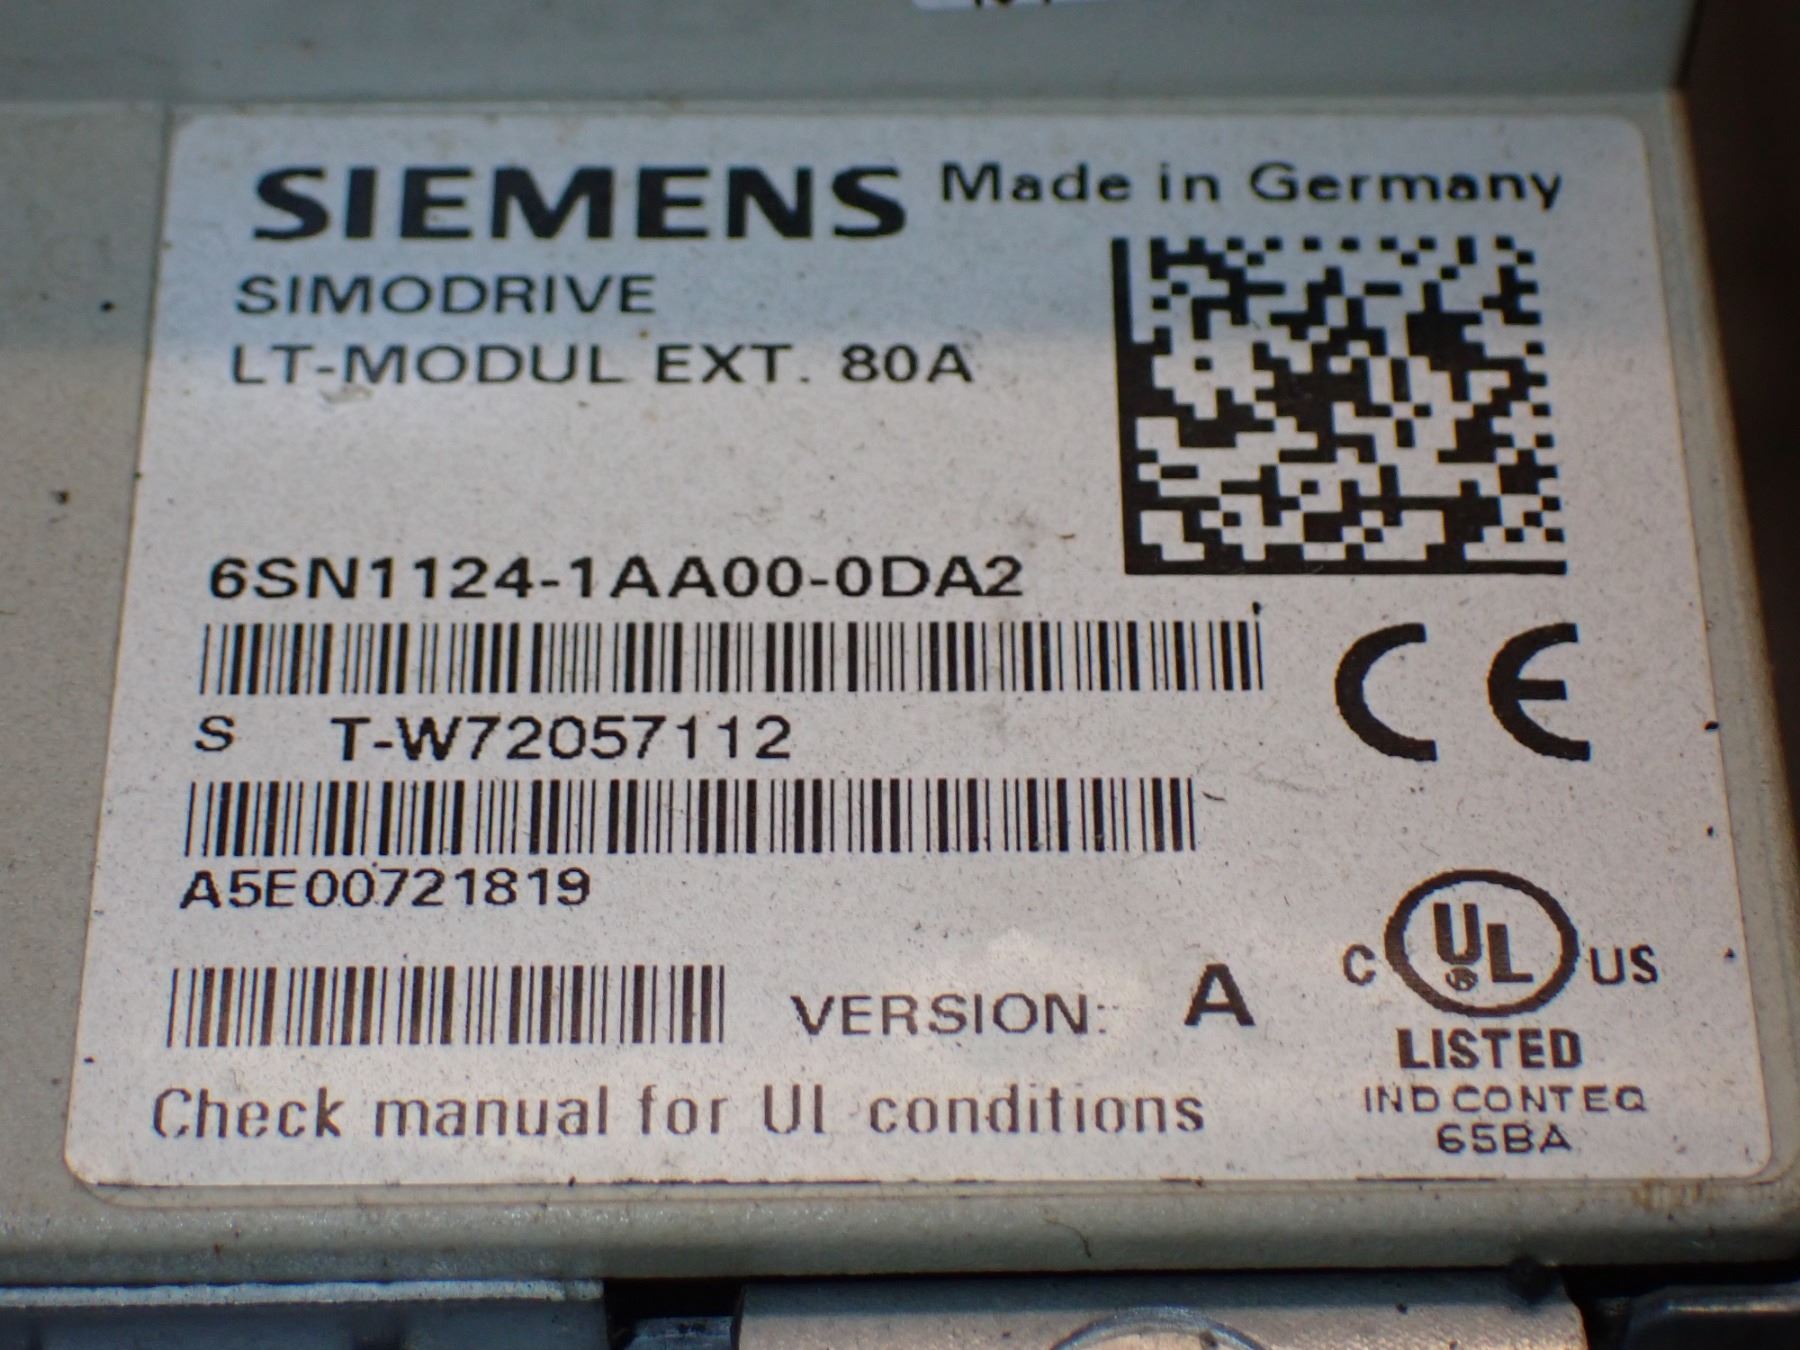 SIEMENS Made in Germany
SIMODRIVE
LT-MODUL EXT. 80A
6SN1124-1AA00-0DA2
S T-W72057112
A5E00721819
VERSION: A
C UL US
LISTED
IND CONT EQ
65BA
Check manual for UL conditions